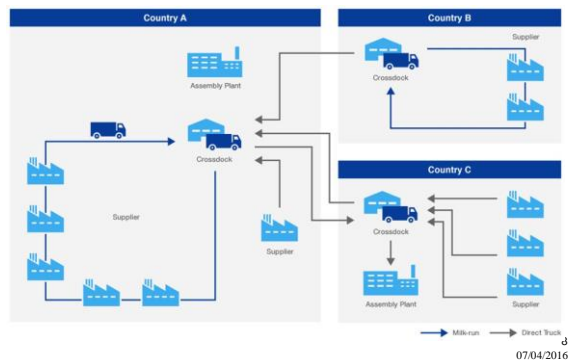 Country A
Assembly Plant
Crossdock
Supplier
Supplier
Country B
Supplier
Crossdock
Country C
Crossdock
Assembly Plant
Supplier
Milk-run
Direct Truck
07/04/2016